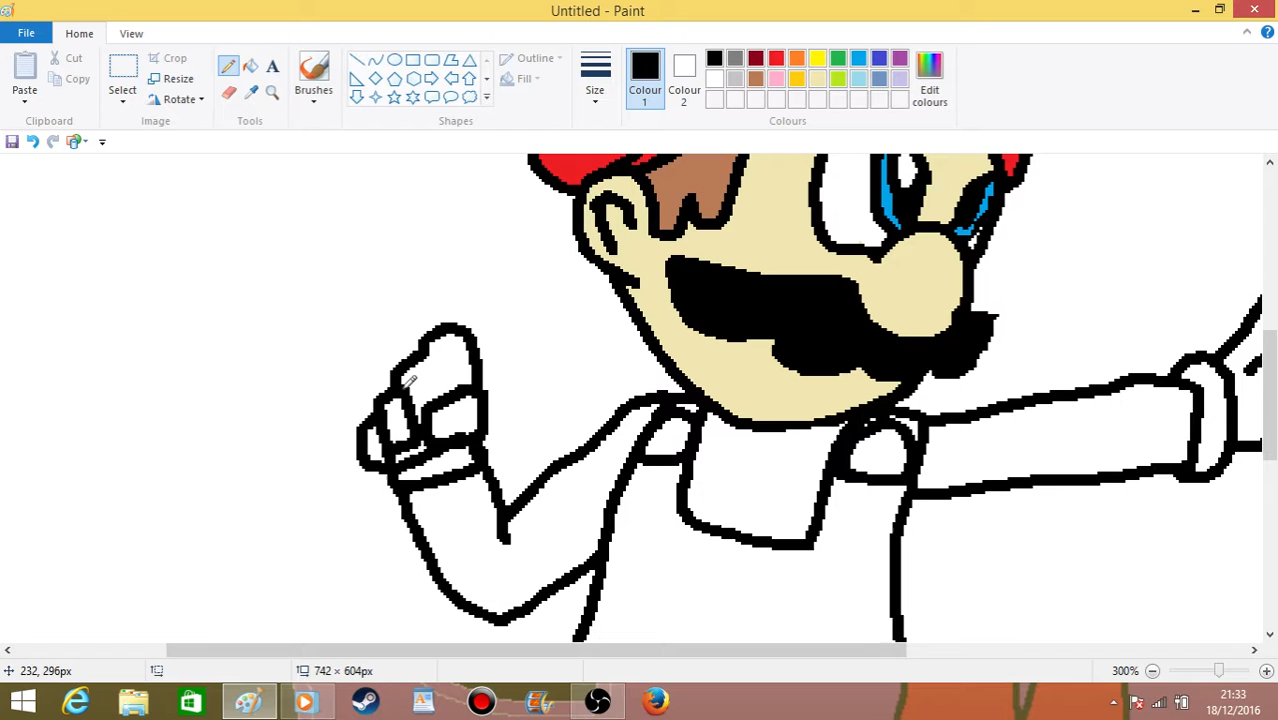 Untitled - Paint
File
Home
View
Paste
Cut
Copy
Clipboard
Select
Crop
Resize
Rotate
Image
A
Tools
Brushes
Outline
Fill
Shapes
Size
Colour 1
Colour 2
Edit colours
Colours
232, 296px
742 × 604px
300%
21:33
18/12/2016